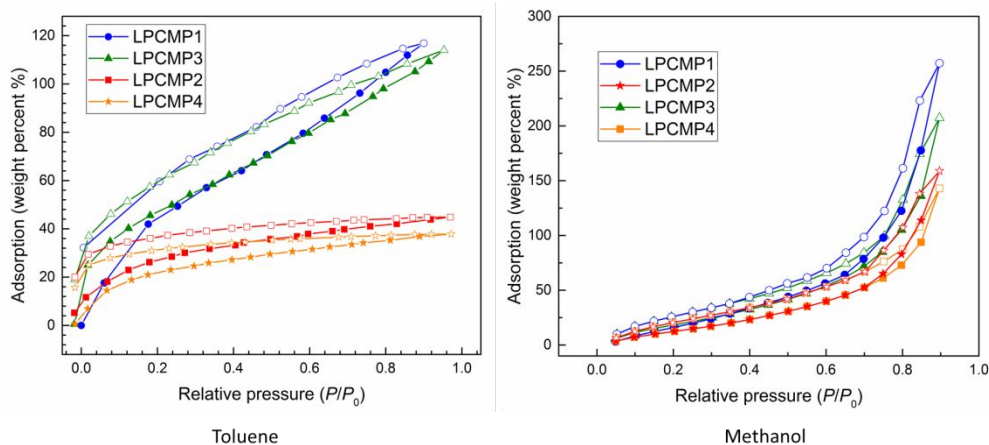 120
100
80
60
40
20
0
Adsorption (weight percent %)
LPCMP1
LPCMP3
LPCMP2
LPCMP4
0.0 0.2 0.4 0.6 0.8 1.0
Relative pressure (P/P0)
Toluene
300
250
200
150
100
50
0
Adsorption (weight percent %)
LPCMP1
LPCMP2
LPCMP3
LPCMP4
0.0 0.2 0.4 0.6 0.8 1.0
Relative pressure (P/P0)
Methanol